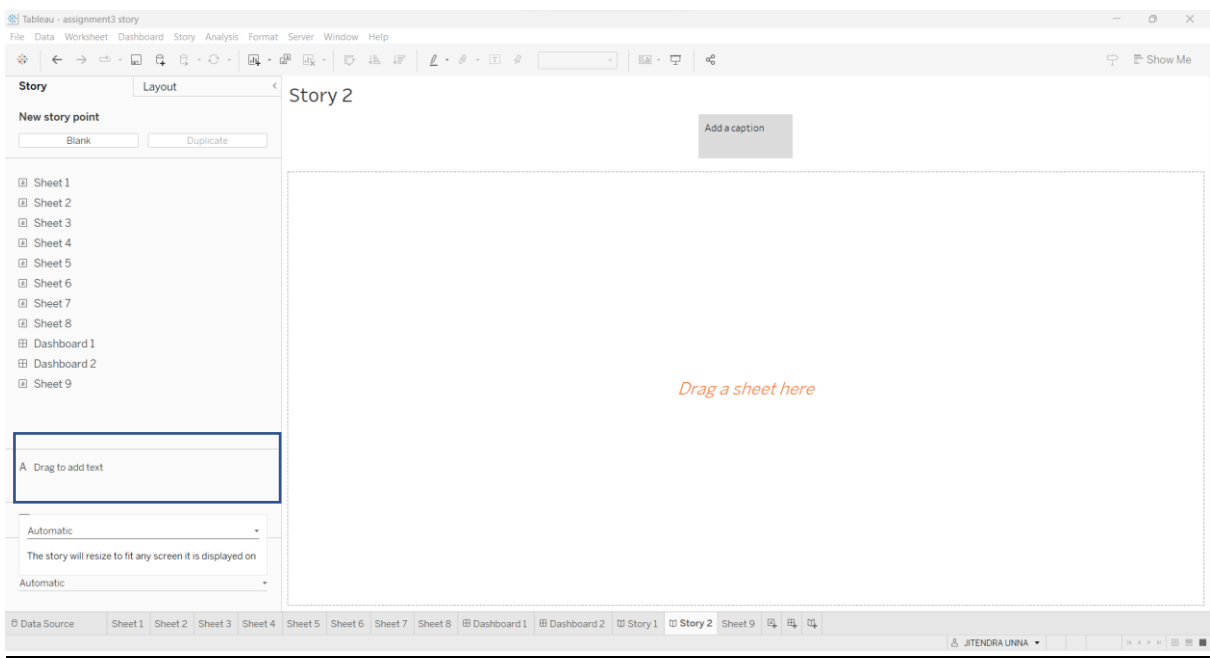 Tableau - assignment3 story
File Data Worksheet Dashboard Story Analysis Format Server Window Help
Show Me
Story Layout
New story point
Blank Duplicate
Sheet 1
Sheet 2
Sheet 3
Sheet 4
Sheet 5
Sheet 6
Sheet 7
Sheet 8
Dashboard 1
Dashboard 2
Sheet 9
A Drag to add text
Automatic
The story will resize to fit any screen it is displayed on
Automatic
Story 2
Add a caption
Drag a sheet here
Data Source Sheet 1 Sheet 2 Sheet 3 Sheet 4 Sheet 5 Sheet 6 Sheet 7 Sheet 8 Dashboard 1 Dashboard 2 Story 1 Story 2 Sheet 9
JITENDRA UNNA